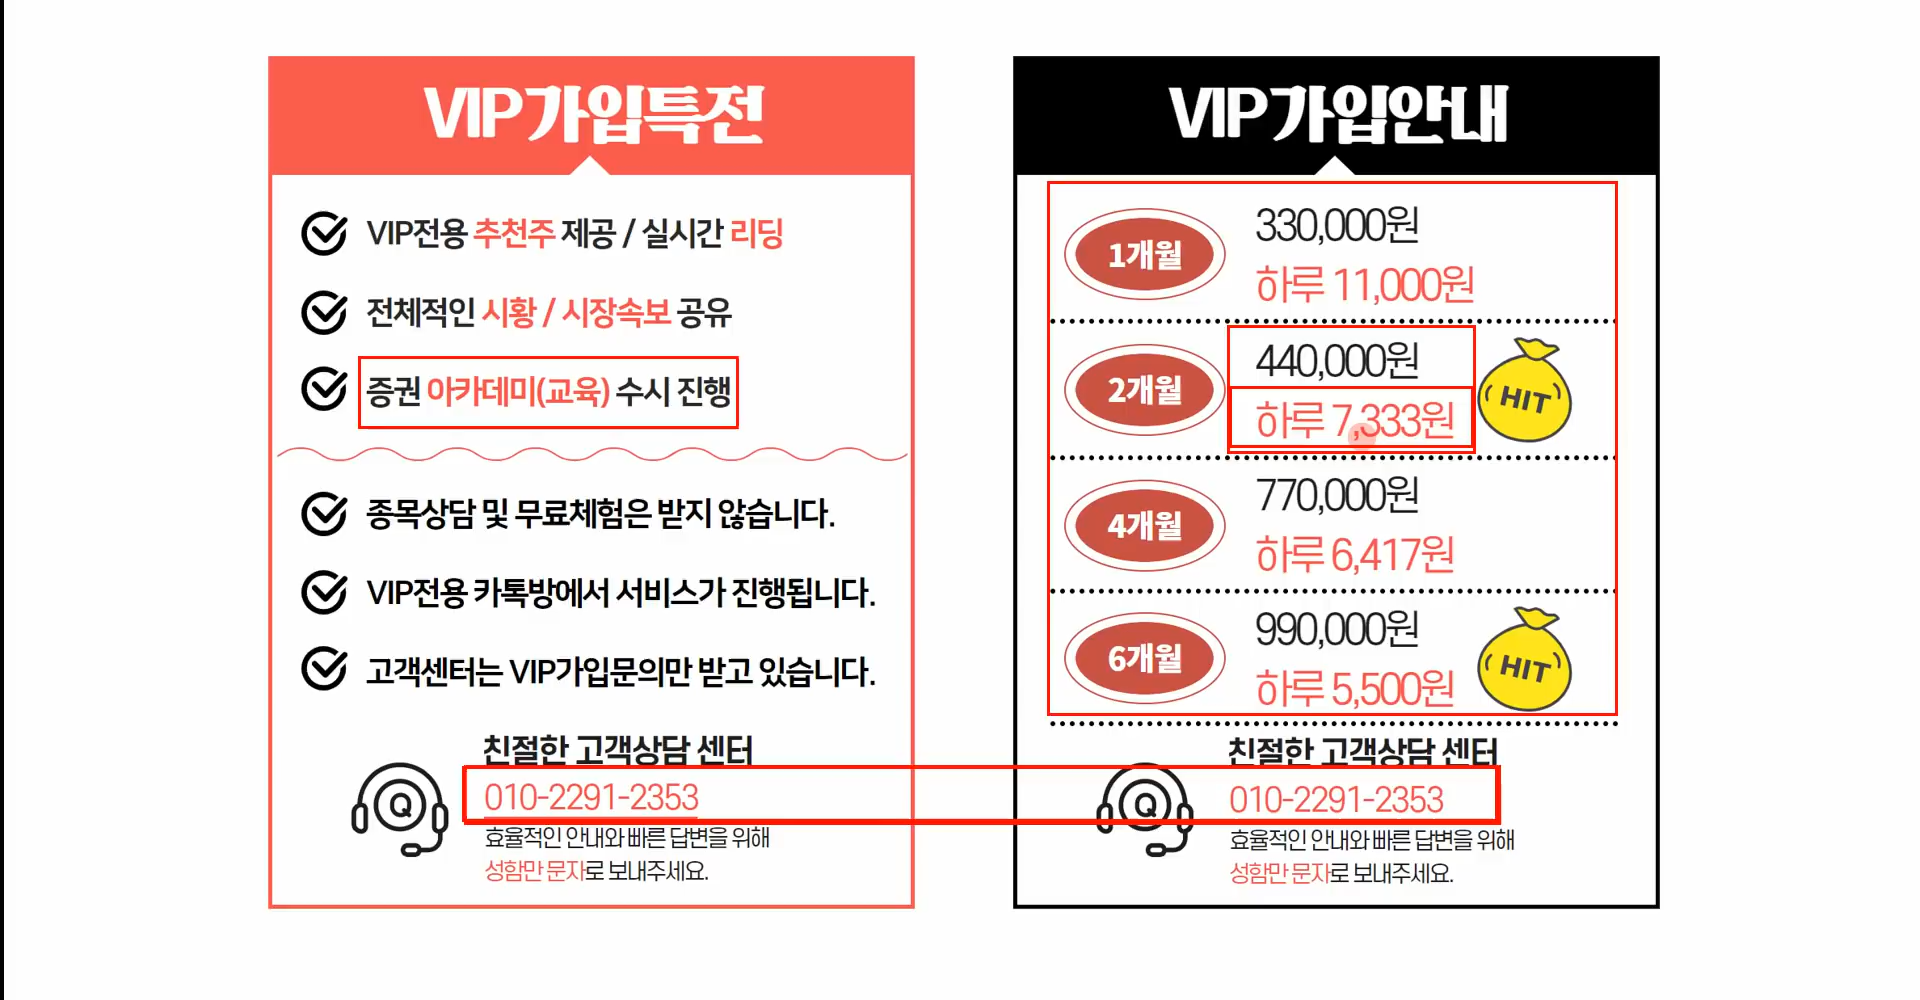 VIP가입특전
VIP전용 추천주 제공 / 실시간 리딩
전체적인 시황 / 시장속보 공유
증권 아카데미(교육) 수시 진행
종목상담 및 무료체험은 받지 않습니다.
VIP전용 카톡방에서 서비스가 진행됩니다.
고객센터는 VIP가입문의만 받고 있습니다.
친절한 고객상담 센터
Q
010-2291-2353
효율적인 안내와 빠른 답변을 위해
성함만 문자로 보내주세요.
VIP가입안내
1개월
330,000원
하루 11,000원
2개월
440,000원
하루 7,333원
HIT
4개월
770,000원
하루 6,417원
6개월
990,000원
하루 5,500원
HIT
친절한 고객상담 센터
Q
010-2291-2353
효율적인 안내와 빠른 답변을 위해
성함만 문자로 보내주세요.